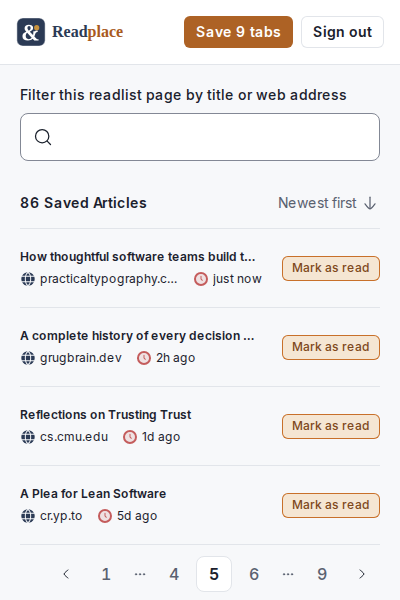 & Readplace
Save 9 tabs
Sign out
Filter this readlist page by title or web address
86 Saved Articles
Newest first
How thoughtful software teams build t...
practicaltypography.c...
just now
Mark as read
A complete history of every decision ...
grugbrain.dev
2h ago
Mark as read
Reflections on Trusting Trust
cs.cmu.edu
1d ago
Mark as read
A Plea for Lean Software
cr.yp.to
5d ago
Mark as read
1 ... 4 5 6 ... 9